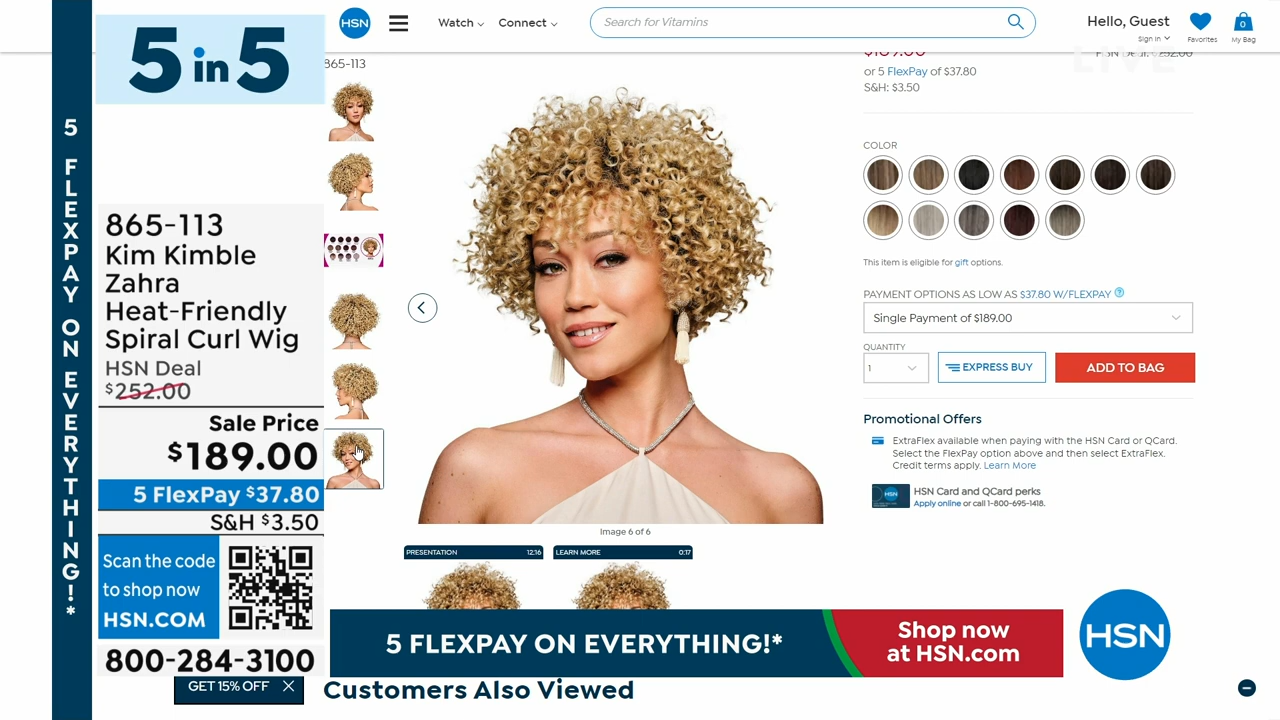 5 in 5
5 FLEXPAY ON EVERYTHING!*
865-113
Kim Kimble
Zahra
Heat-Friendly
Spiral Curl Wig
HSN Deal
$252.00
Sale Price
$189.00
5 FlexPay $37.80
S&H $3.50
Scan the code
to shop now
HSN.COM
800-284-3100
GET 15% OFF
HSN
Watch
Connect
Search for Vitamins
Hello, Guest
Sign In
Favorites
0
My Bag
LIVE
865-113
$189.00
HSN Deal: $252.00
or 5 FlexPay of $37.80
S&H: $3.50
COLOR
This item is eligible for gift options.
PAYMENT OPTIONS AS LOW AS $37.80 W/FLEXPAY ?
Single Payment of $189.00
QUANTITY
1
EXPRESS BUY
ADD TO BAG
Promotional Offers
ExtraFlex available when paying with the HSN Card or QCard.
Select the FlexPay option above and then select ExtraFlex.
Credit terms apply. Learn More
HSN
HSN Card and QCard perks
Apply online or call 1-800-695-1418.
Image 6 of 6
PRESENTATION 12:16
LEARN MORE 0:17
5 FLEXPAY ON EVERYTHING!*
Shop now
at HSN.com
HSN
Customers Also Viewed